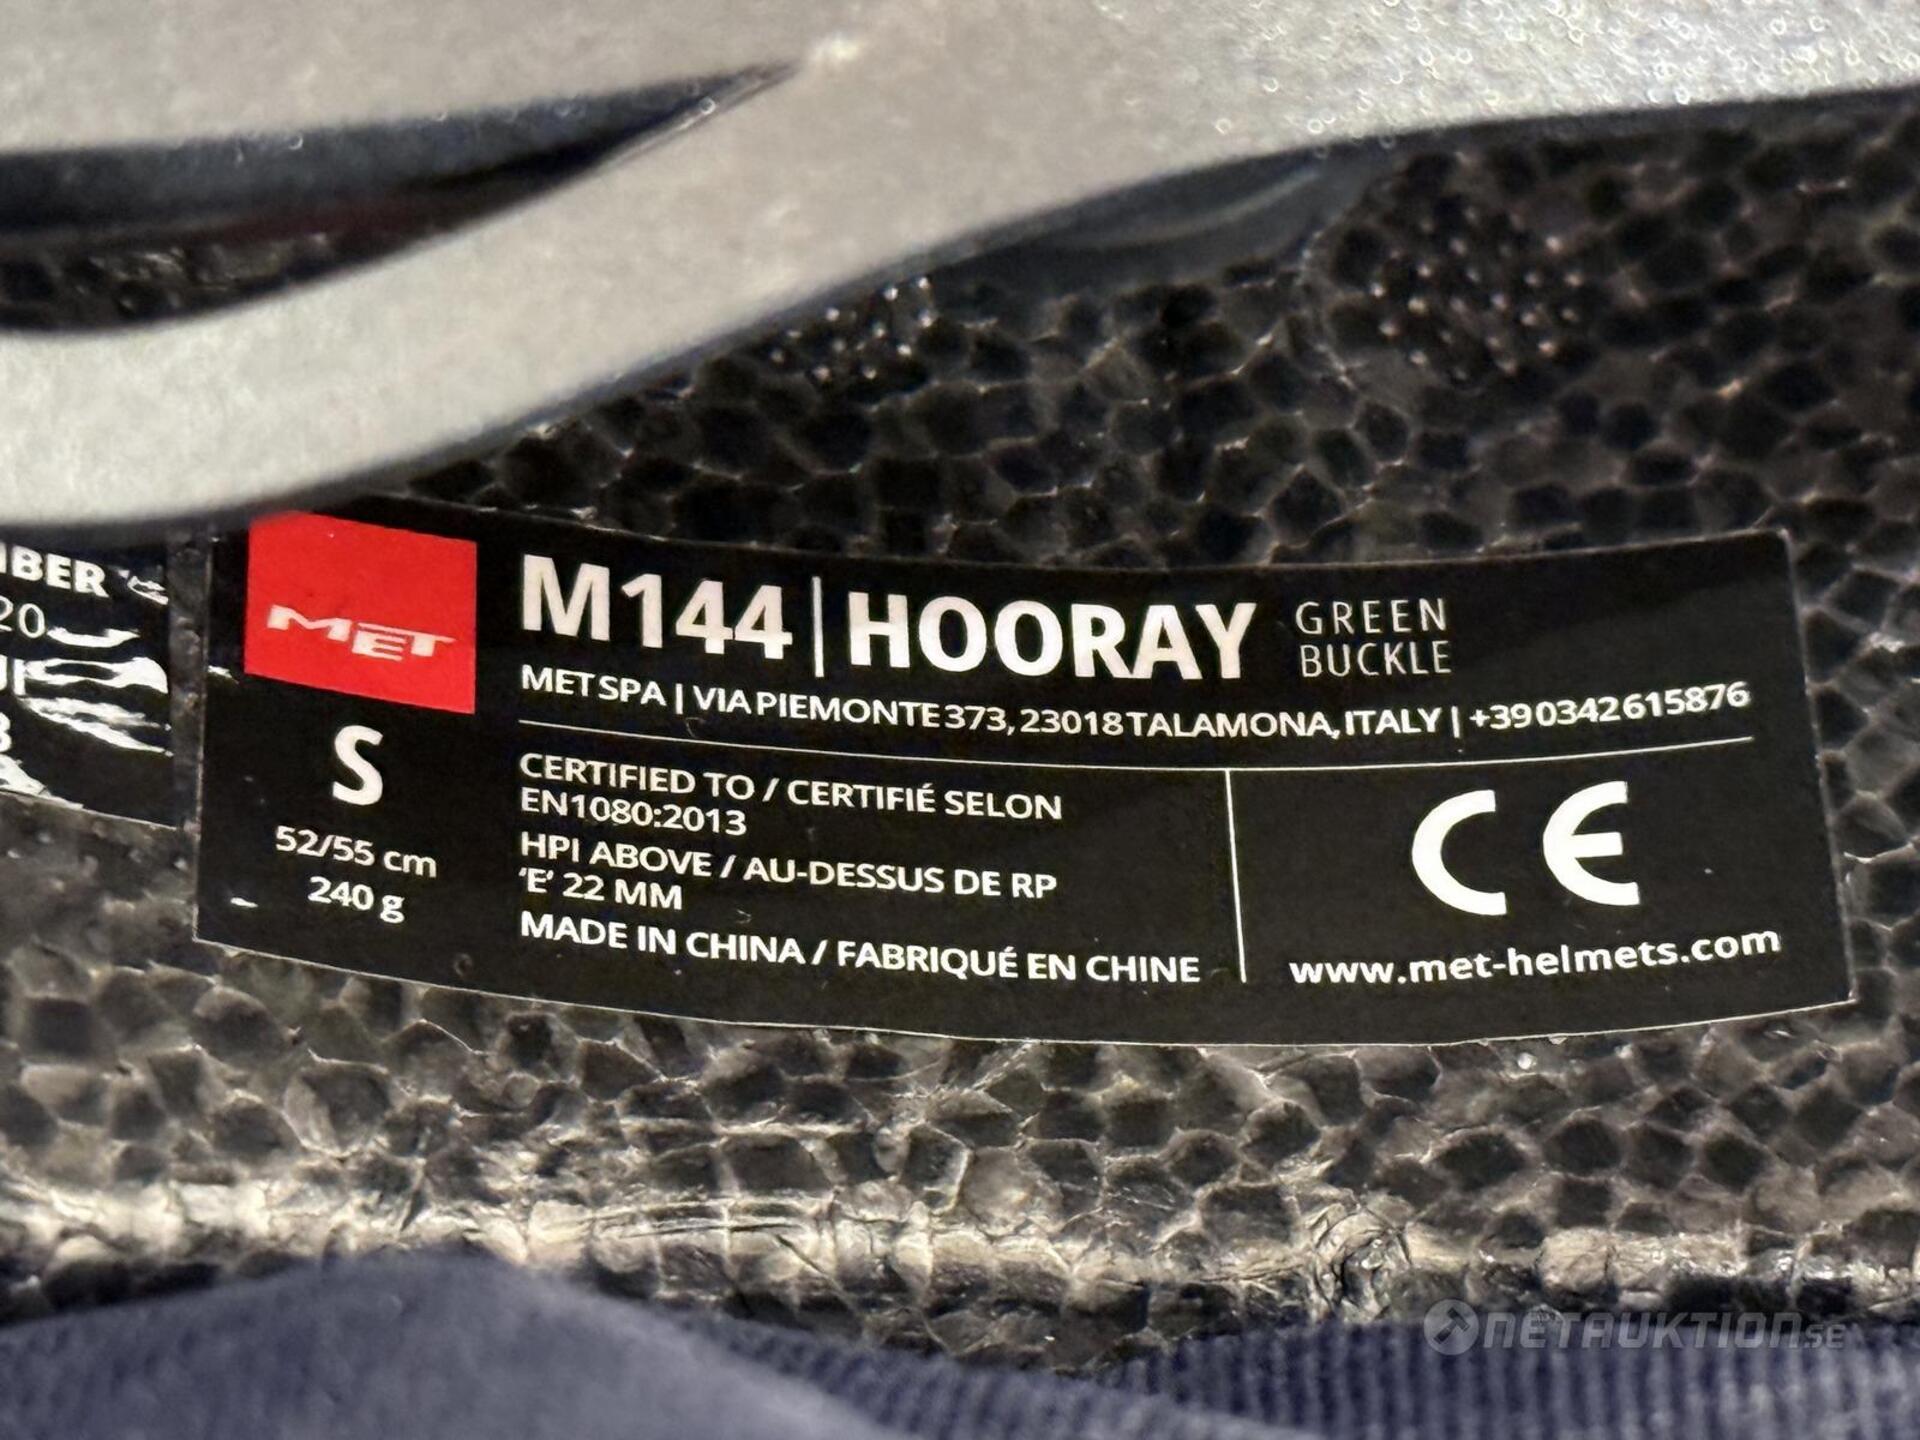 20
MET
M144 | HOORAY GREEN BUCKLE
MET SPA | VIA PIEMONTE 373, 23018 TALAMONA, ITALY | +390342615876
S
52/55 cm
240 g
CERTIFIED TO / CERTIFIÉ SELON
EN1080:2013
HPI ABOVE / AU-DESSUS DE RP
'E' 22 MM
MADE IN CHINA / FABRIQUÉ EN CHINE
CE
www.met-helmets.com
NETAUKTION.SE